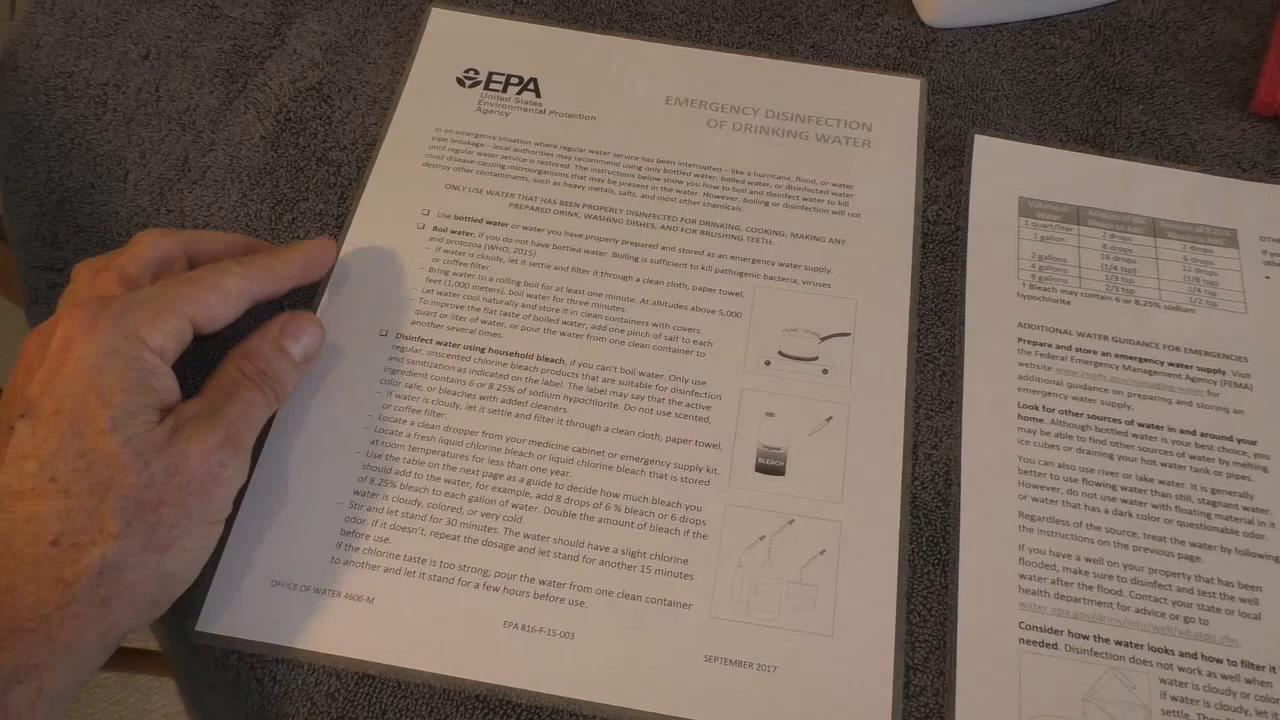 EPA
United States
Environmental Protection
Agency
EMERGENCY DISINFECTION
OF DRINKING WATER
In an emergency situation where regular water service has been interrupted – like a hurricane, flood, or water
pipe breakage – local authorities may recommend using only bottled water, boiled water, or disinfected water
until regular water service is restored. The instructions below show you how to boil and disinfect water to kill
most disease-causing microorganisms that may be present in the water. However, boiling or disinfection will not
destroy other contaminants, such as heavy metals, salts, and most other chemicals.
ONLY USE WATER THAT HAS BEEN PROPERLY DISINFECTED FOR DRINKING, COOKING, MAKING ANY
PREPARED DRINK, WASHING DISHES, AND FOR BRUSHING TEETH.
Use bottled water or water you have properly prepared and stored as an emergency water supply.
Boil water, if you do not have bottled water. Boiling is sufficient to kill pathogenic bacteria, viruses
and protozoa (WHO, 2015).
– If water is cloudy, let it settle and filter it through a clean cloth, paper towel,
or coffee filter.
– Bring water to a rolling boil for at least one minute. At altitudes above 5,000
feet (1,000 meters), boil water for three minutes.
– Let water cool naturally and store it in clean containers with covers.
– To improve the flat taste of boiled water, add one pinch of salt to each
quart or liter of water, or pour the water from one clean container to
another several times.
Disinfect water using household bleach, if you can't boil water. Only use
regular, unscented chlorine bleach products that are suitable for disinfection
and sanitization as indicated on the label. The label may say that the active
ingredient contains 6 or 8.25% of sodium hypochlorite. Do not use scented,
color safe, or bleaches with added cleaners.
– If water is cloudy, let it settle and filter it through a clean cloth, paper towel,
or coffee filter.
– Locate a clean dropper from your medicine cabinet or emergency supply kit.
– Locate a fresh liquid chlorine bleach or liquid chlorine bleach that is stored
at room temperatures for less than one year.
– Use the table on the next page as a guide to decide how much bleach you
should add to the water, for example, add 8 drops of 6 % bleach or 6 drops
of 8.25% bleach to each gallon of water. Double the amount of bleach if the
water is cloudy, colored, or very cold.
– Stir and let stand for 30 minutes. The water should have a slight chlorine
odor. If it doesn't, repeat the dosage and let stand for another 15 minutes
before use.
If the chlorine taste is too strong, pour the water from one clean container
to another and let it stand for a few hours before use.
BLEACH
OFFICE OF WATER 4606-M
EPA 816-F-15-003
SEPTEMBER 2017
Volume of
Water
1 quart/liter 2 drops 2 drops
1 gallon 8 drops 6 drops
2 gallons 16 drops 12 drops
(1/4 tsp) (1/8 tsp)
4 gallons 1/3 tsp 1/4 tsp
8 gallons 2/3 tsp 1/2 tsp
† Bleach may contain 6 or 8.25% sodium
hypochlorite
ADDITIONAL WATER GUIDANCE FOR EMERGENCIES
Prepare and store an emergency water supply. Visit
the Federal Emergency Management Agency (FEMA)
website www.ready.gov/managing-water for
additional guidance on preparing and storing an
emergency water supply.
Look for other sources of water in and around your
home. Although bottled water is your best choice, you
may be able to find other sources of water by melting
ice cubes or draining your hot water tank or pipes.
You can also use river or lake water. It is generally
better to use flowing water than still, stagnant water.
However, do not use water with floating material in it
or water that has a dark color or questionable odor.
Regardless of the source, treat the water by following
the instructions on the previous page.
If you have a well on your property that has been
flooded, make sure to disinfect and test the well
water after the flood. Contact your state or local
health department for advice or go to
water.epa.gov/drink/info/well/whatdo.cfm.
Consider how the water looks and how to filter it
needed. Disinfection does not work as well when
water is cloudy or colo
If water is cloudy, let it
settle.